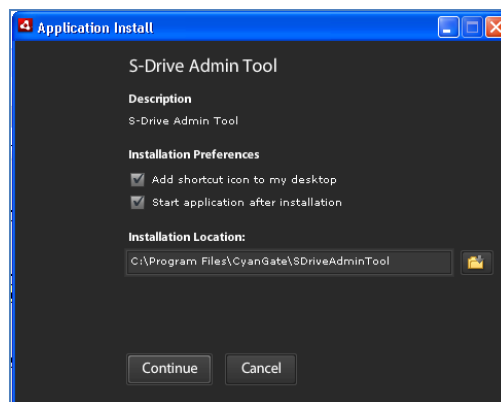 Application Install
S-Drive Admin Tool
Description
S-Drive Admin Tool
Installation Preferences
Add shortcut icon to my desktop
Start application after installation
Installation Location:
C:\Program Files\CyanGate\SDriveAdminTool
Continue Cancel